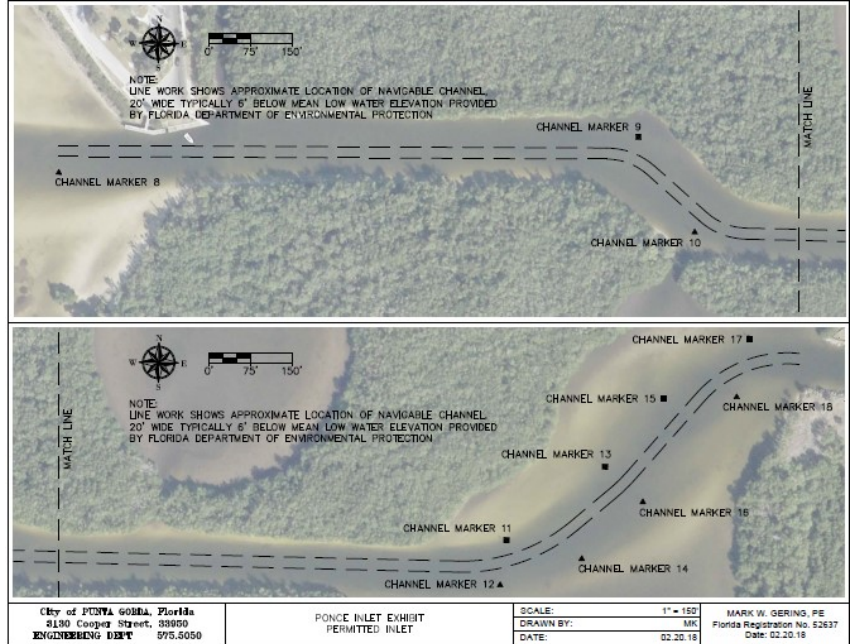 N
W E
S
0' 75' 150'
NOTE:
LINE WORK SHOWS APPROXIMATE LOCATION OF NAVIGABLE CHANNEL,
20' WIDE TYPICALLY 6' BELOW MEAN LOW WATER ELEVATION PROVIDED
BY FLORIDA DEPARTMENT OF ENVIRONMENTAL PROTECTION
CHANNEL MARKER 9
MATCH LINE
CHANNEL MARKER 8
CHANNEL MARKER 10
N
W E
S
0' 75' 150'
CHANNEL MARKER 17
CHANNEL MARKER 15
CHANNEL MARKER 18
NOTE:
LINE WORK SHOWS APPROXIMATE LOCATION OF NAVIGABLE CHANNEL,
20' WIDE TYPICALLY 6' BELOW MEAN LOW WATER ELEVATION PROVIDED
BY FLORIDA DEPARTMENT OF ENVIRONMENTAL PROTECTION
MATCH LINE
CHANNEL MARKER 13
CHANNEL MARKER 16
CHANNEL MARKER 11
CHANNEL MARKER 14
CHANNEL MARKER 12
City of PUNTA GORDA, Florida
3130 Cooper Street, 33950
ENGINEERING DEPT 575.5050
PONCE INLET EXHIBIT
PERMITTED INLET
SCALE: 1" = 150'
DRAWN BY: MK
DATE: 02.20.18
MARK W. GERING, PE
Florida Registration No. 52637
Date: 02.20.18